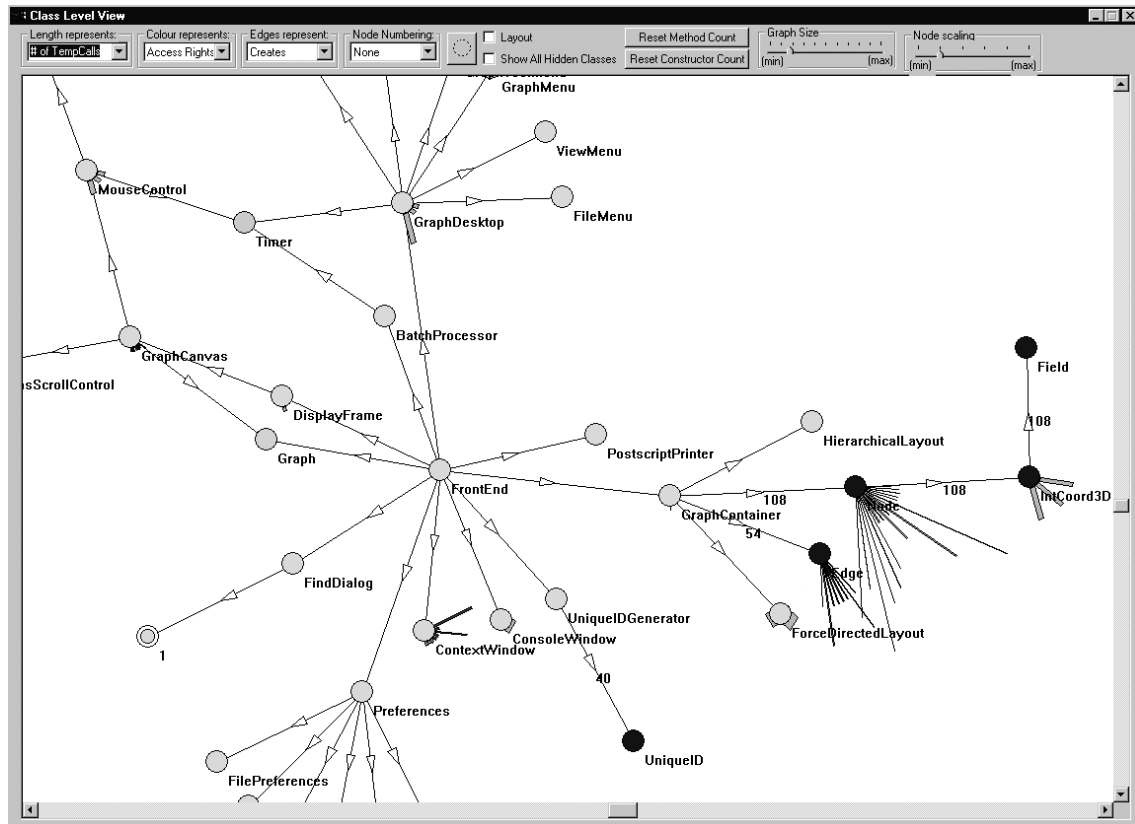 Class Level View
Length represents:
Colour represents:
Edges represent:
Node Numbering:
# of TempCalls
Access Rights
Creates
None
Layout
Show All Hidden Classes
Reset Method Count
Reset Constructor Count
Graph Size
(min)
(max)
Node scaling
(min)
(max)
GraphMenu
ViewMenu
MouseControl
GraphDesktop
FileMenu
Timer
BatchProcessor
GraphCanvas
Field
asScrollControl
DisplayFrame
108
HierarchicalLayout
Graph
PostscriptPrinter
FrontEnd
108
108
IntCoord3D
Node
GraphContainer
54
Edge
FindDialog
UniqueIDGenerator
ForceDirectedLayout
ConsoleWindow
ContextWindow
1
40
Preferences
UniqueID
FilePreferences